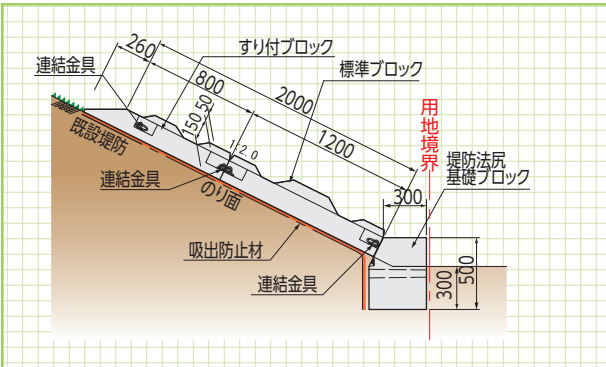 260
すり付ブロック
連結金具
800
2000
標準ブロック
150
50
1200
用地境界
既設堤防
1:2.0
堤防法尻
基礎ブロック
連結金具
のり面
300
吸出防止材
連結金具
300
500